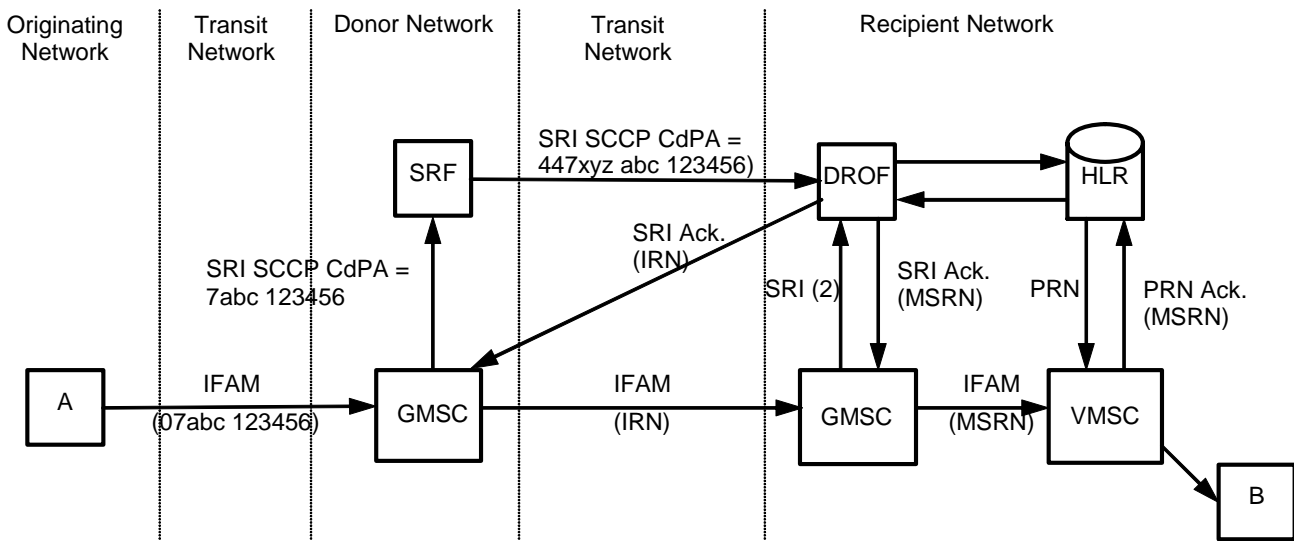 Originating
Network
Transit
Network
Donor Network
Transit
Network
Recipient Network
SRI SCCP CdPA =
447xyz abc 123456)
SRF
DROF
HLR
SRI Ack.
(IRN)
SRI SCCP CdPA =
7abc 123456
SRI (2)
SRI Ack.
(MSRN)
PRN
PRN Ack.
(MSRN)
A
IFAM
(07abc 123456)
GMSC
IFAM
(IRN)
GMSC
IFAM
(MSRN)
VMSC
B